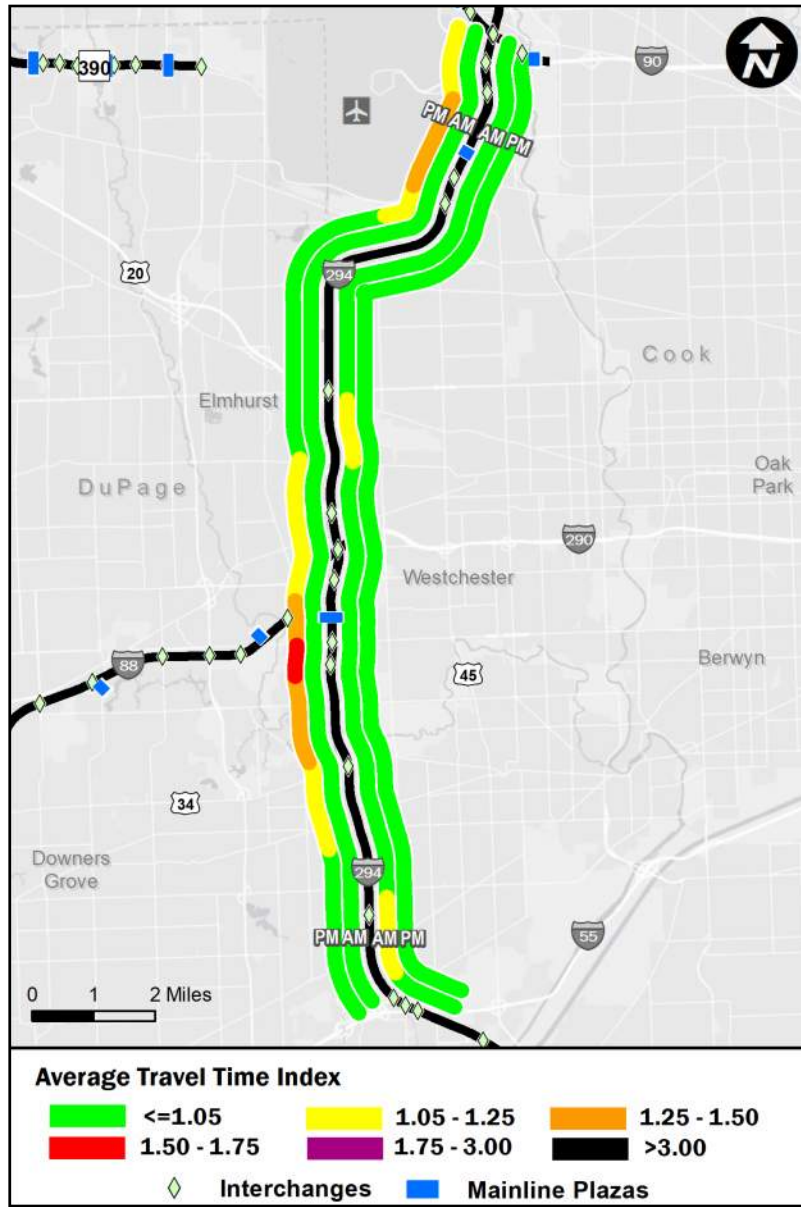 390
N
90
PM AM AM PM
20
294
Cook
Elmhurst
Oak
Park
DuPage
290
Westchester
88
Berwyn
45
34
Downers
Grove
294
PM AM AM PM
55
0 1 2 Miles
Average Travel Time Index
<=1.05 1.05 - 1.25 1.25 - 1.50
1.50 - 1.75 1.75 - 3.00 >3.00
Interchanges Mainline Plazas